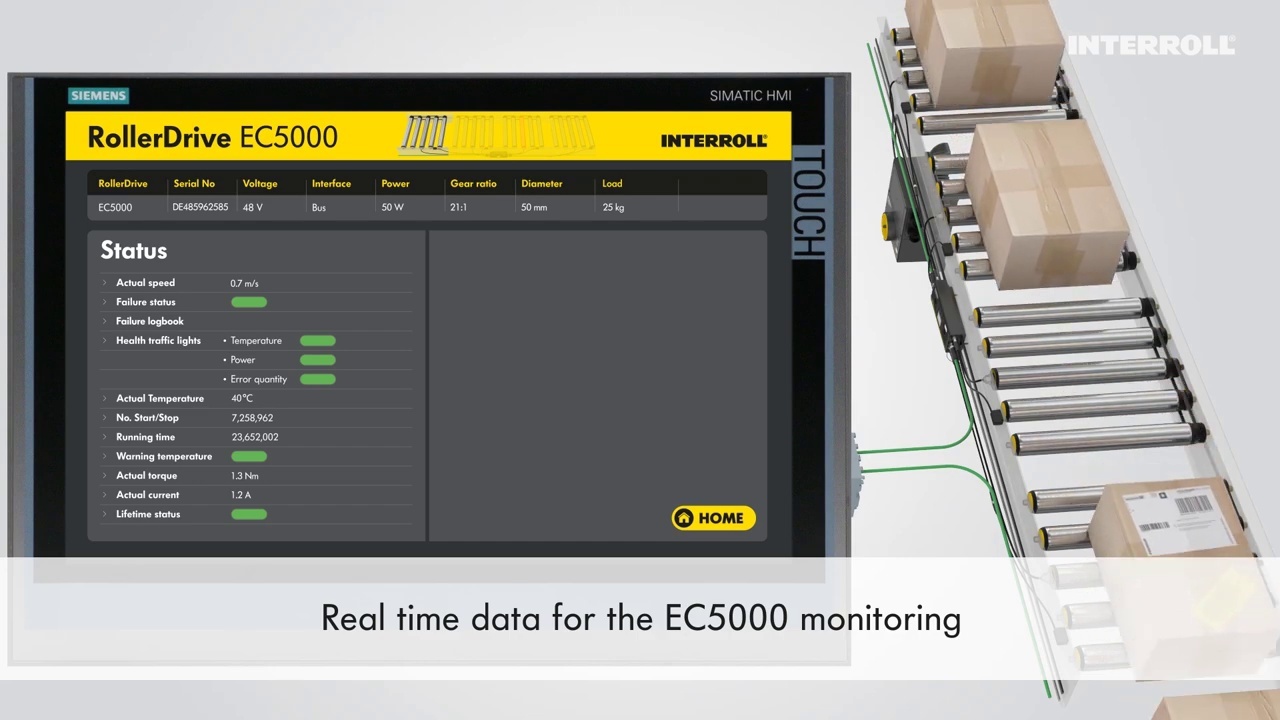 INTERROLL
SIEMENS
SIMATIC HMI
RollerDrive EC5000
INTERROLL
TOUCH
RollerDrive Serial No Voltage Interface Power Gear ratio Diameter Load
EC5000 DE485962585 48 V Bus 50 W 21:1 50 mm 25 kg
Status
Actual speed 0.7 m/s
Failure status
Failure logbook
Health traffic lights • Temperature
• Power
• Error quantity
Actual Temperature 40°C
No. Start/Stop 7,258,962
Running time 23,652,002
Warning temperature
Actual torque 1.3 Nm
Actual current 1.2 A
Lifetime status
HOME
Real time data for the EC5000 monitoring